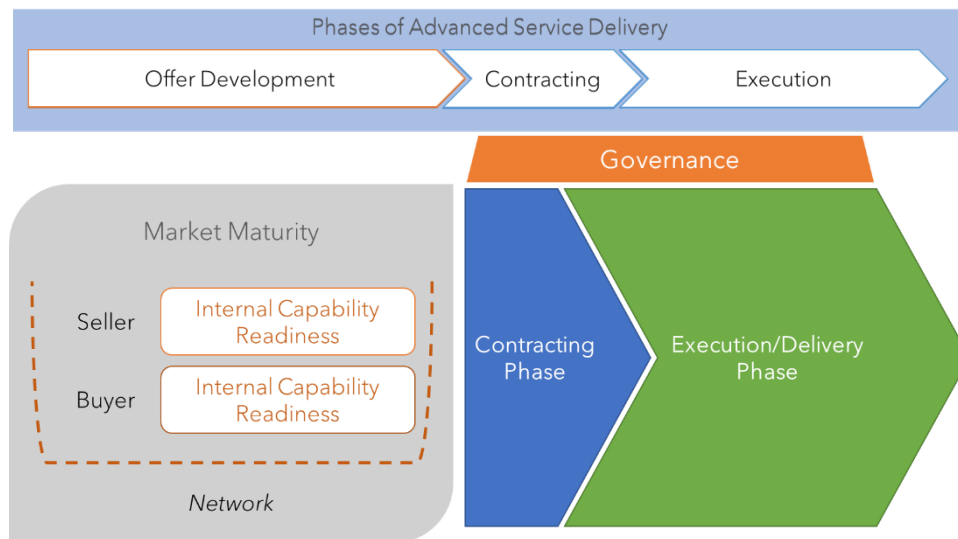 Phases of Advanced Service Delivery
Offer Development
Contracting
Execution
Governance
Market Maturity
Seller
Internal Capability
Readiness
Buyer
Internal Capability
Readiness
Network
Contracting
Phase
Execution/Delivery
Phase